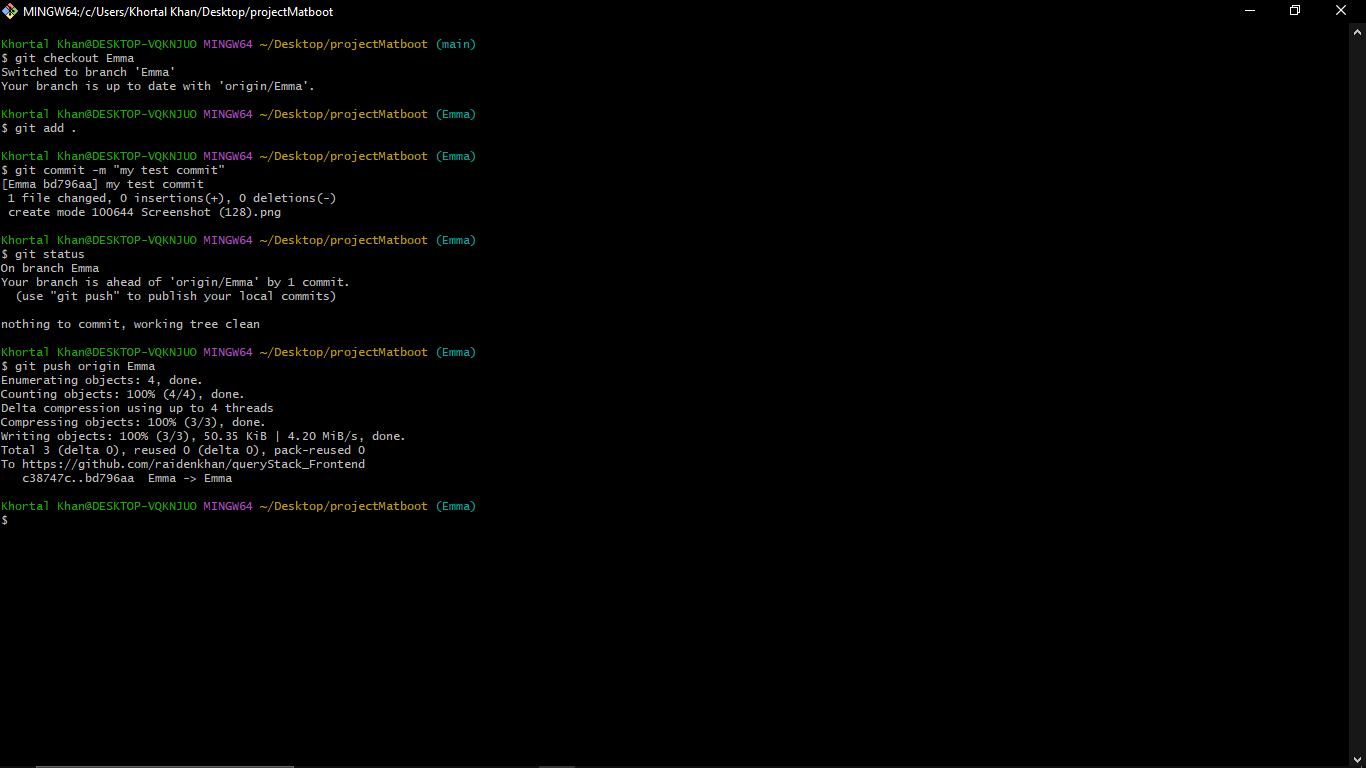 MINGW64:/c/Users/Khortal Khan/Desktop/projectMatboot
Khortal Khan@DESKTOP-VQKNJUO MINGW64 ~/Desktop/projectMatboot (main)
$ git checkout Emma
Switched to branch 'Emma'
Your branch is up to date with 'origin/Emma'.
Khortal Khan@DESKTOP-VQKNJUO MINGW64 ~/Desktop/projectMatboot (Emma)
$ git add .
Khortal Khan@DESKTOP-VQKNJUO MINGW64 ~/Desktop/projectMatboot (Emma)
$ git commit -m "my test commit"
[Emma bd796aa] my test commit
 1 file changed, 0 insertions(+), 0 deletions(-)
 create mode 100644 Screenshot (128).png
Khortal Khan@DESKTOP-VQKNJUO MINGW64 ~/Desktop/projectMatboot (Emma)
$ git status
On branch Emma
Your branch is ahead of 'origin/Emma' by 1 commit.
  (use "git push" to publish your local commits)
nothing to commit, working tree clean
Khortal Khan@DESKTOP-VQKNJUO MINGW64 ~/Desktop/projectMatboot (Emma)
$ git push origin Emma
Enumerating objects: 4, done.
Counting objects: 100% (4/4), done.
Delta compression using up to 4 threads
Compressing objects: 100% (3/3), done.
Writing objects: 100% (3/3), 50.35 KiB | 4.20 MiB/s, done.
Total 3 (delta 0), reused 0 (delta 0), pack-reused 0
To https://github.com/raidenkhan/queryStack_Frontend
   c38747c..bd796aa  Emma -> Emma
Khortal Khan@DESKTOP-VQKNJUO MINGW64 ~/Desktop/projectMatboot (Emma)
$